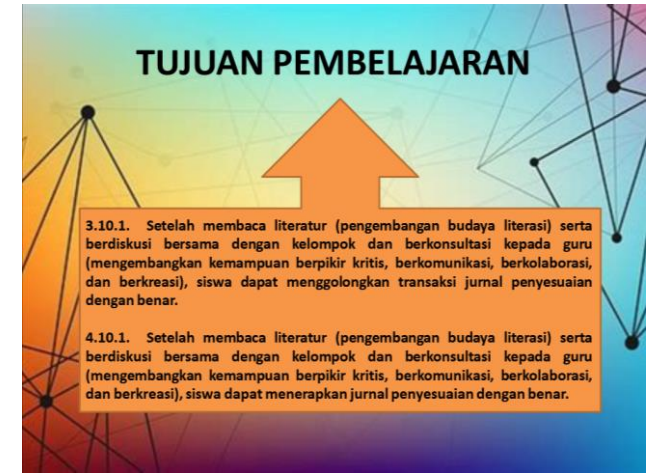 TUJUAN PEMBELAJARAN
3.10.1. Setelah membaca literatur (pengembangan budaya literasi) serta
berdiskusi bersama dengan kelompok dan berkonsultasi kepada guru
(mengembangkan kemampuan berpikir kritis, berkomunikasi, berkolaborasi,
dan berkreasi), siswa dapat menggolongkan transaksi jurnal penyesuaian
dengan benar.
4.10.1. Setelah membaca literatur (pengembangan budaya literasi) serta
berdiskusi bersama dengan kelompok dan berkonsultasi kepada guru
(mengembangkan kemampuan berpikir kritis, berkomunikasi, berkolaborasi,
dan berkreasi), siswa dapat menerapkan jurnal penyesuaian dengan benar.